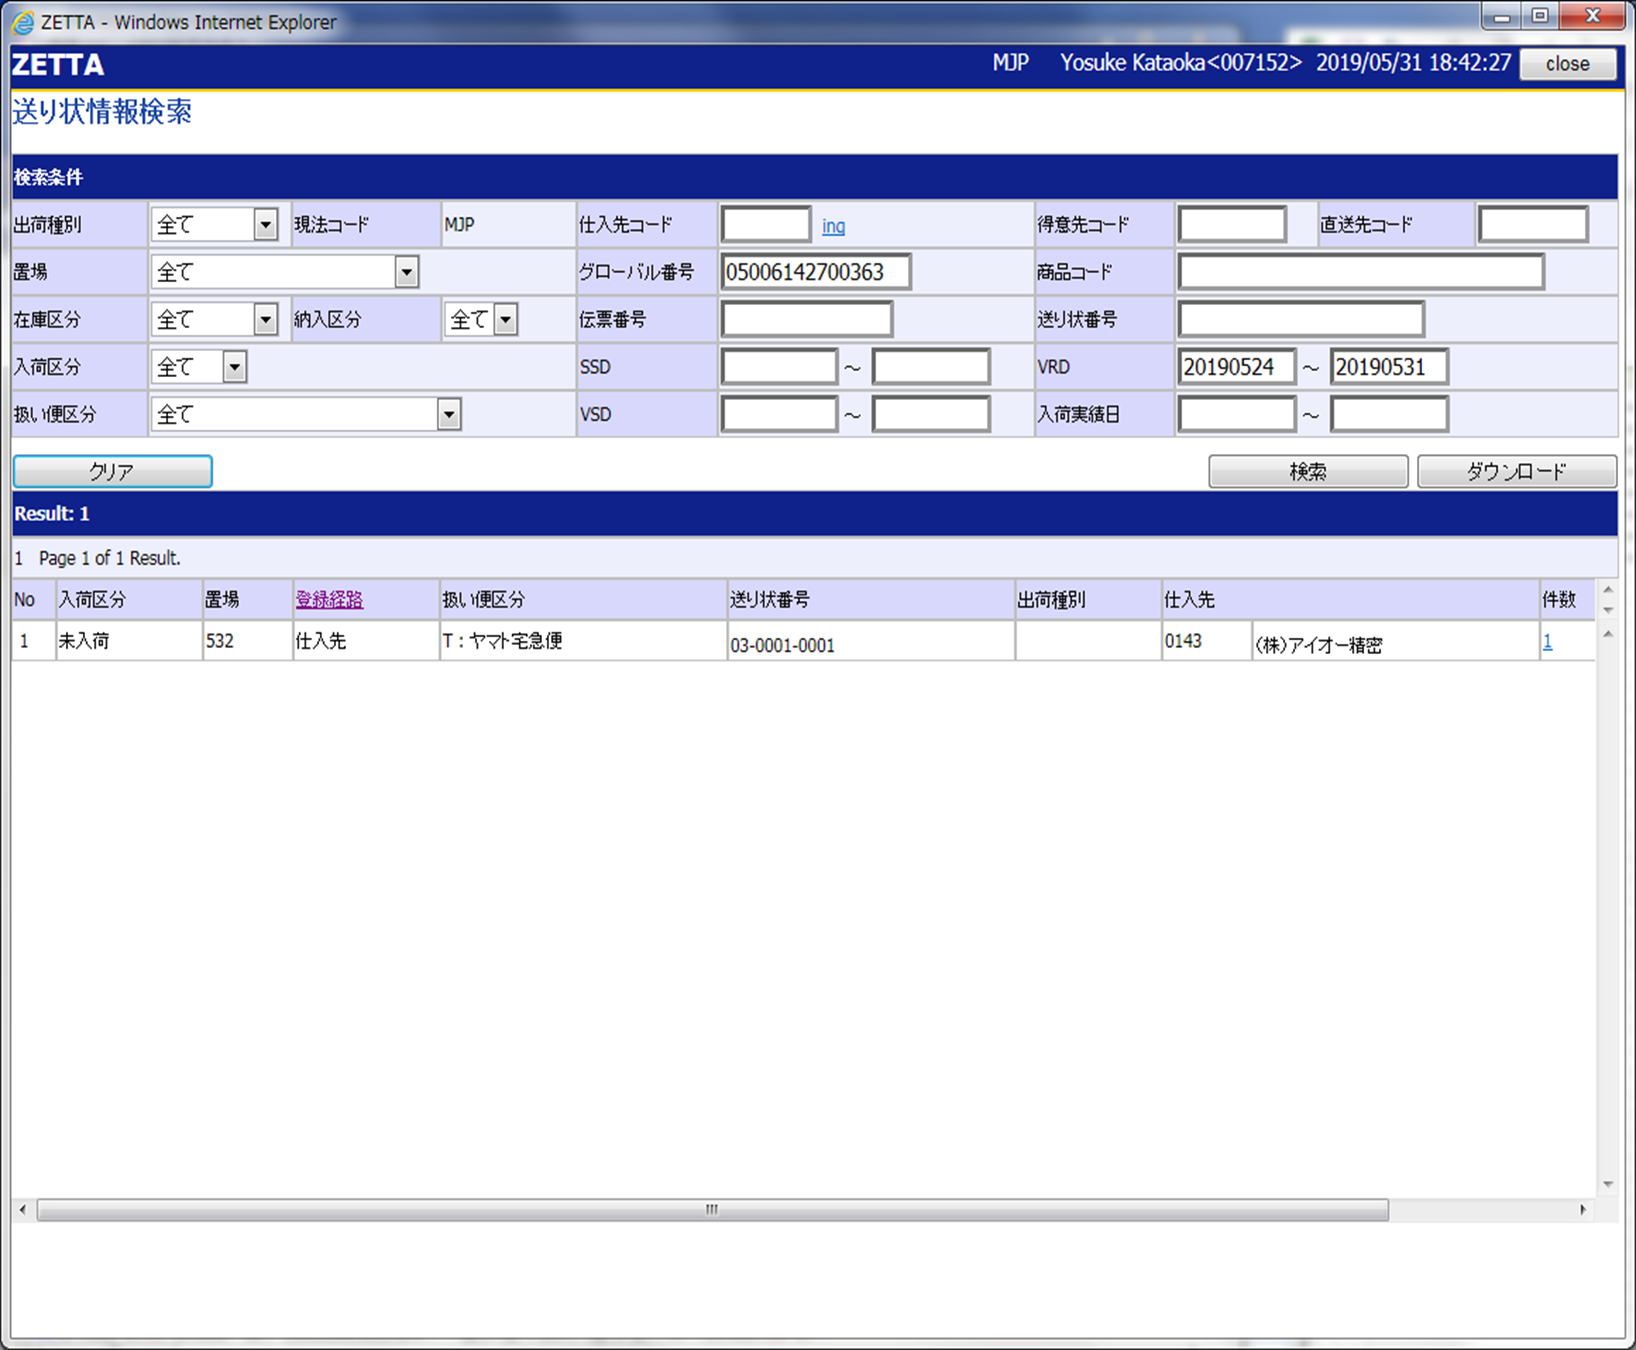 ZETTA - Windows Internet Explorer
ZETTA MJP Yosuke Kataoka<007152> 2019/05/31 18:42:27 close
送り状情報検索
検索条件
出荷種別 全て 現法コード MJP 仕入先コード ing 得意先コード 直送先コード
置場 全て グローバル番号 05006142700363 商品コード
在庫区分 全て 納入区分 全て 伝票番号 送り状番号
入荷区分 全て SSD ～ VRD 20190524 ～ 20190531
扱い便区分 全て VSD ～ 入荷実績日 ～
クリア 検索 ダウンロード
Result: 1
1 Page 1 of 1 Result.
No 入荷区分 置場 登録経路 扱い便区分 送り状番号 出荷種別 仕入先 件数
1 未入荷 532 仕入先 T：ヤマト宅急便 03-0001-0001 0143 (株)アイオー精密 1